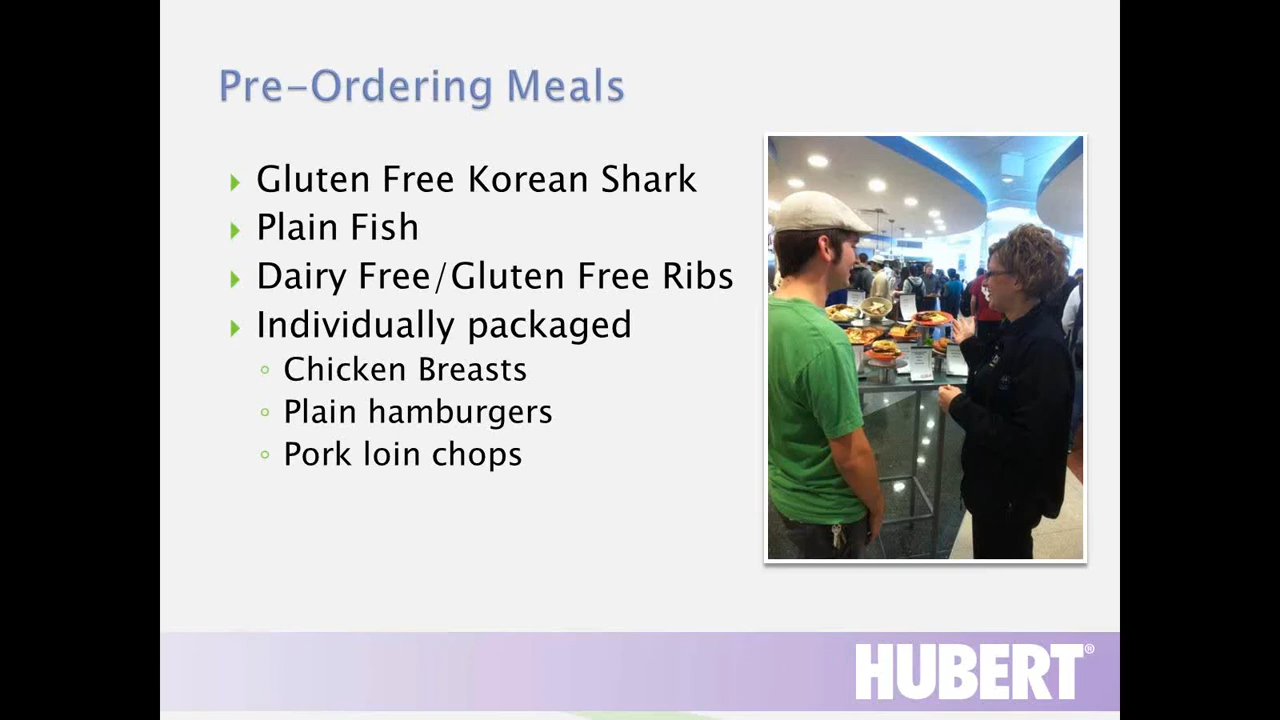 Pre-Ordering Meals
Gluten Free Korean Shark
Plain Fish
Dairy Free/Gluten Free Ribs
Individually packaged
Chicken Breasts
Plain hamburgers
Pork loin chops
HUBERT®